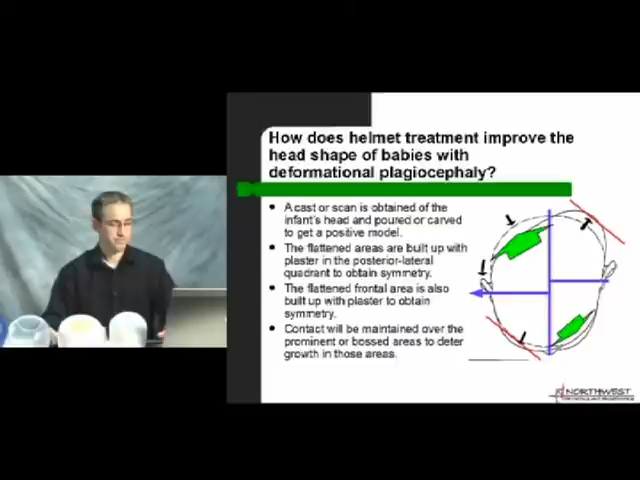 How does helmet treatment improve the
head shape of babies with
deformational plagiocephaly?
• A cast or scan is obtained of the
infant's head and poured or carved
to get a positive model.
• The flattened areas are built up with
plaster in the posterior-lateral
quadrant to obtain symmetry.
• The flattened frontal area is also
built up with plaster to obtain
symmetry.
• Contact will be maintained over the
prominent or bossed areas to deter
growth in those areas.
NORTHWEST